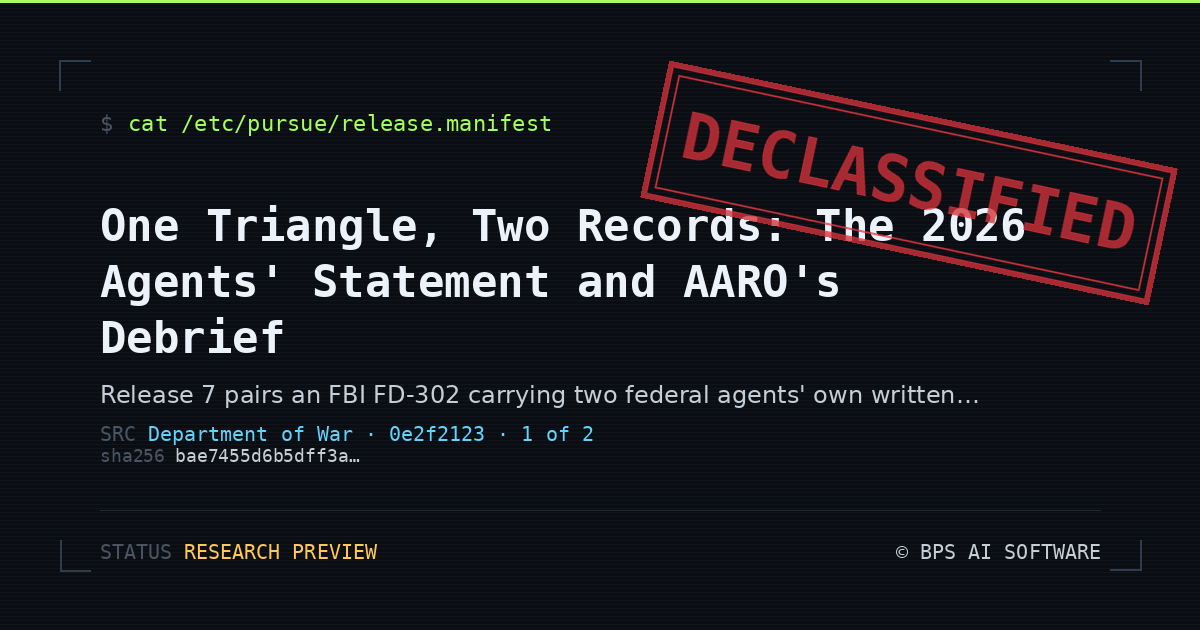 $ cat /etc/pursue/release.manifest
DECLASSIFIED
One Triangle, Two Records: The 2026
Agents' Statement and AARO's
Debrief
Release 7 pairs an FBI FD-302 carrying two federal agents' own written…
SRC Department of War · 0e2f2123 · 1 of 2
sha256 bae7455d6b5dff3a…
STATUS RESEARCH PREVIEW
© BPS AI SOFTWARE